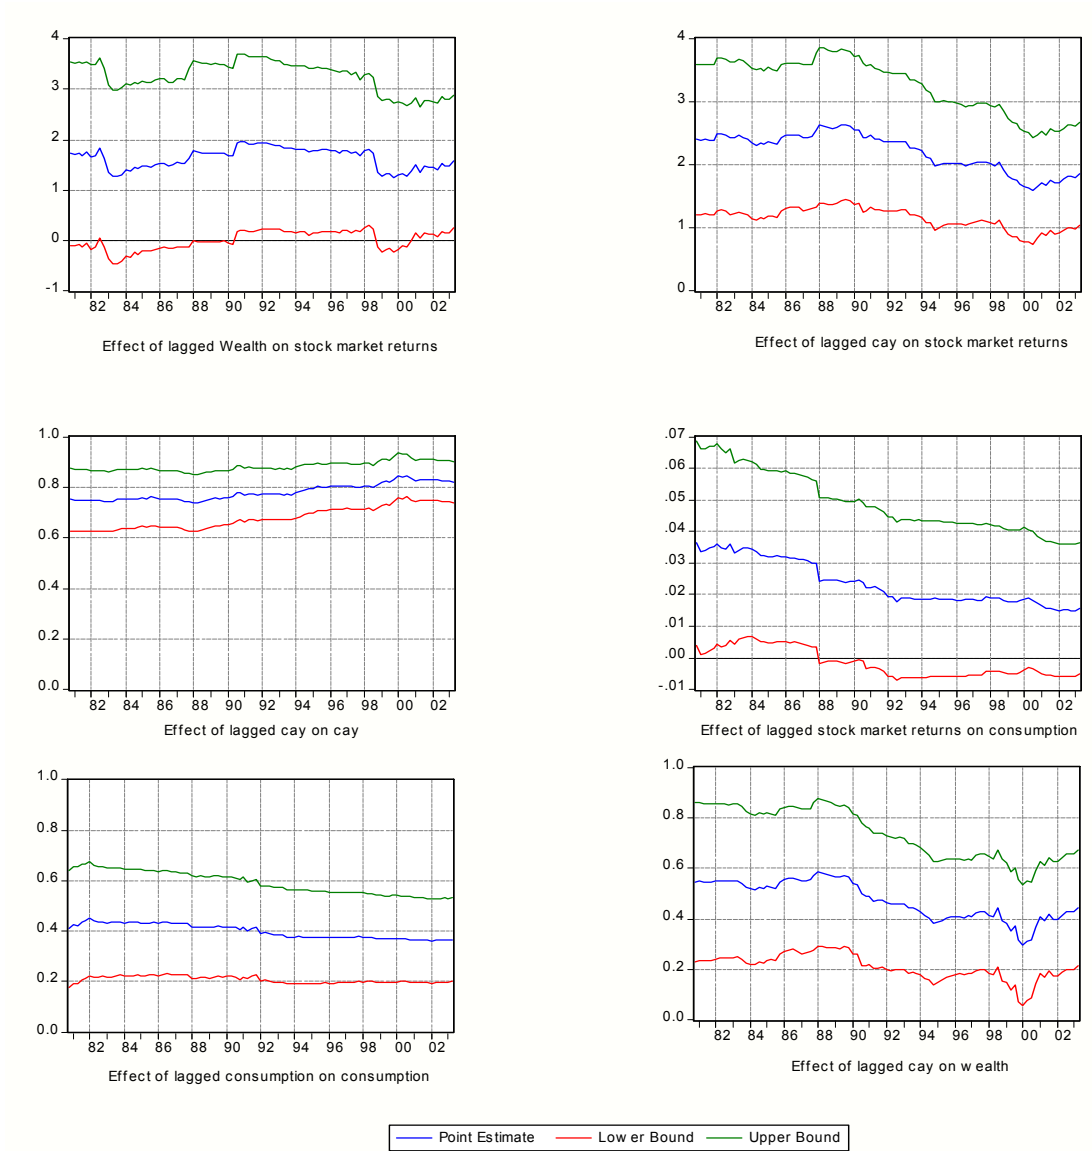 4
3
2
1
0
-1
82 84 86 88 90 92 94 96 98 00 02
Effect of lagged Wealth on stock market returns
4
3
2
1
0
82 84 86 88 90 92 94 96 98 00 02
Effect of lagged cay on stock market returns
1.0
0.8
0.6
0.4
0.2
0.0
82 84 86 88 90 92 94 96 98 00 02
Effect of lagged cay on cay
.07
.06
.05
.04
.03
.02
.01
.00
-.01
82 84 86 88 90 92 94 96 98 00 02
Effect of lagged stock market returns on consumption
1.0
0.8
0.6
0.4
0.2
0.0
82 84 86 88 90 92 94 96 98 00 02
Effect of lagged consumption on consumption
1.0
0.8
0.6
0.4
0.2
0.0
82 84 86 88 90 92 94 96 98 00 02
Effect of lagged cay on w ealth
Point Estimate Low er Bound Upper Bound